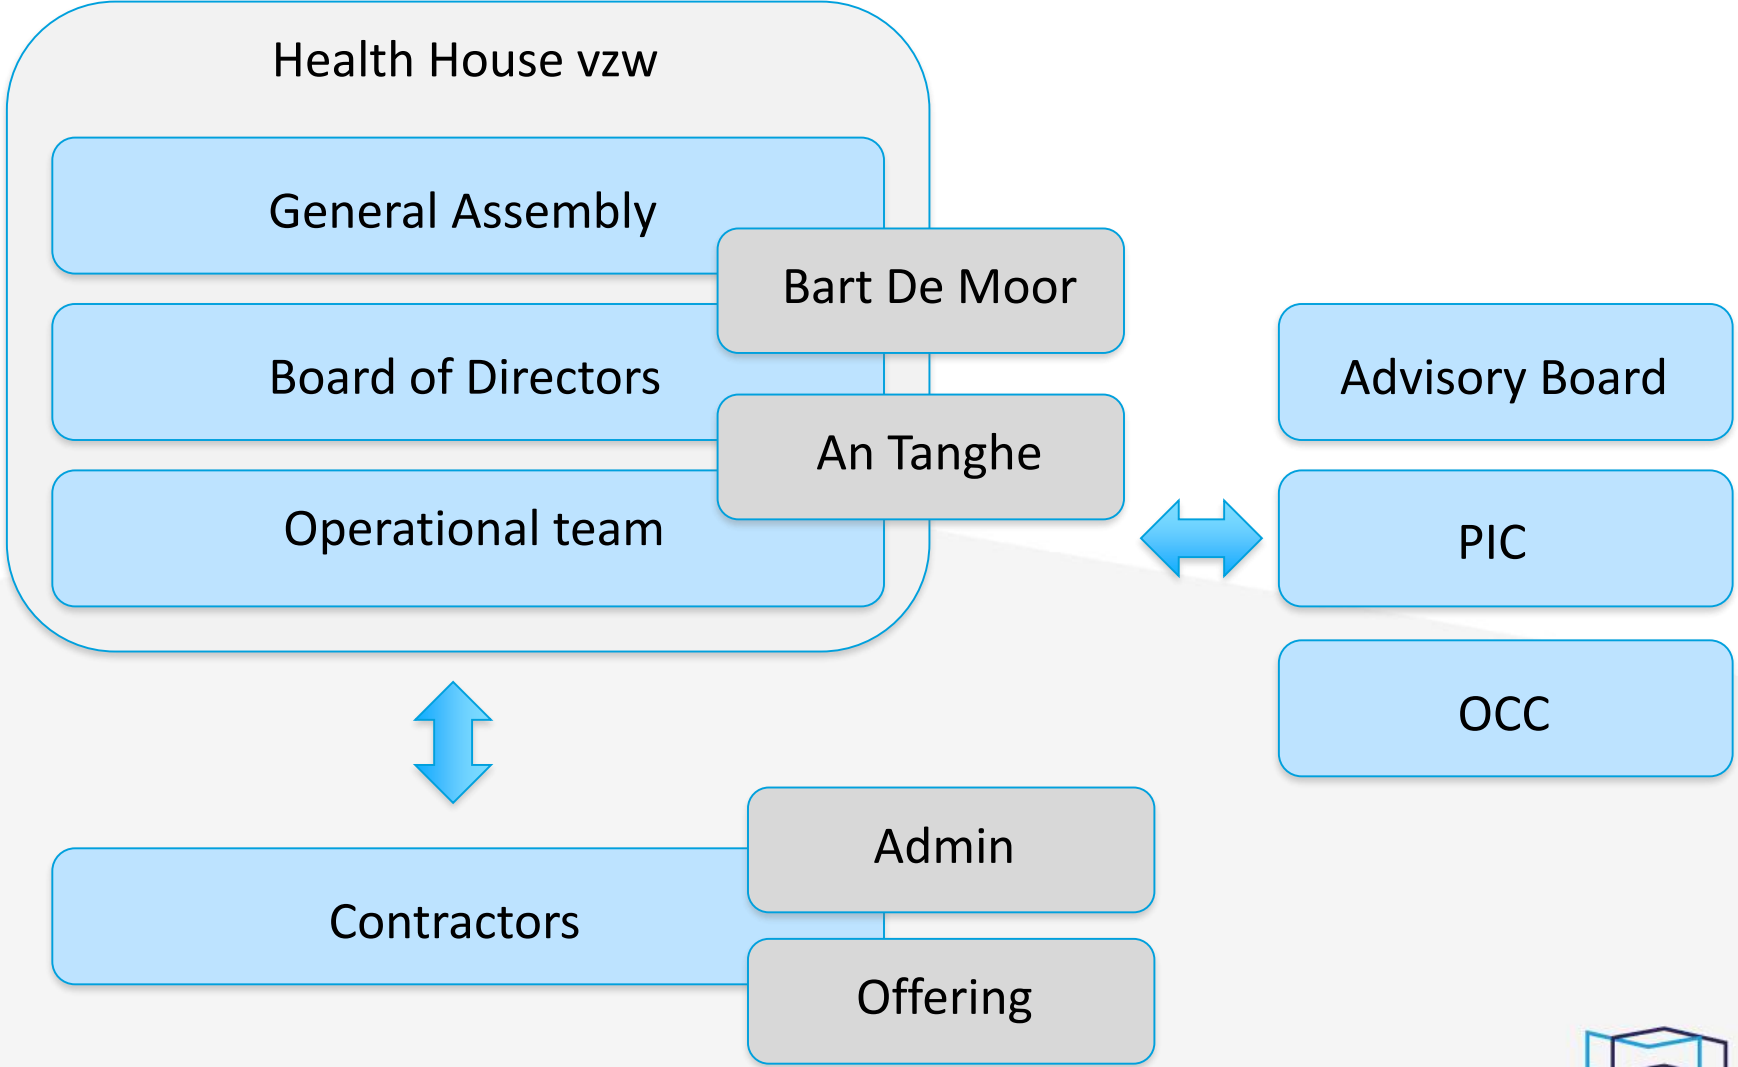 Health House vzw
General Assembly
Bart De Moor
Board of Directors
An Tanghe
Operational team
Advisory Board
PIC
OCC
Admin
Contractors
Offering